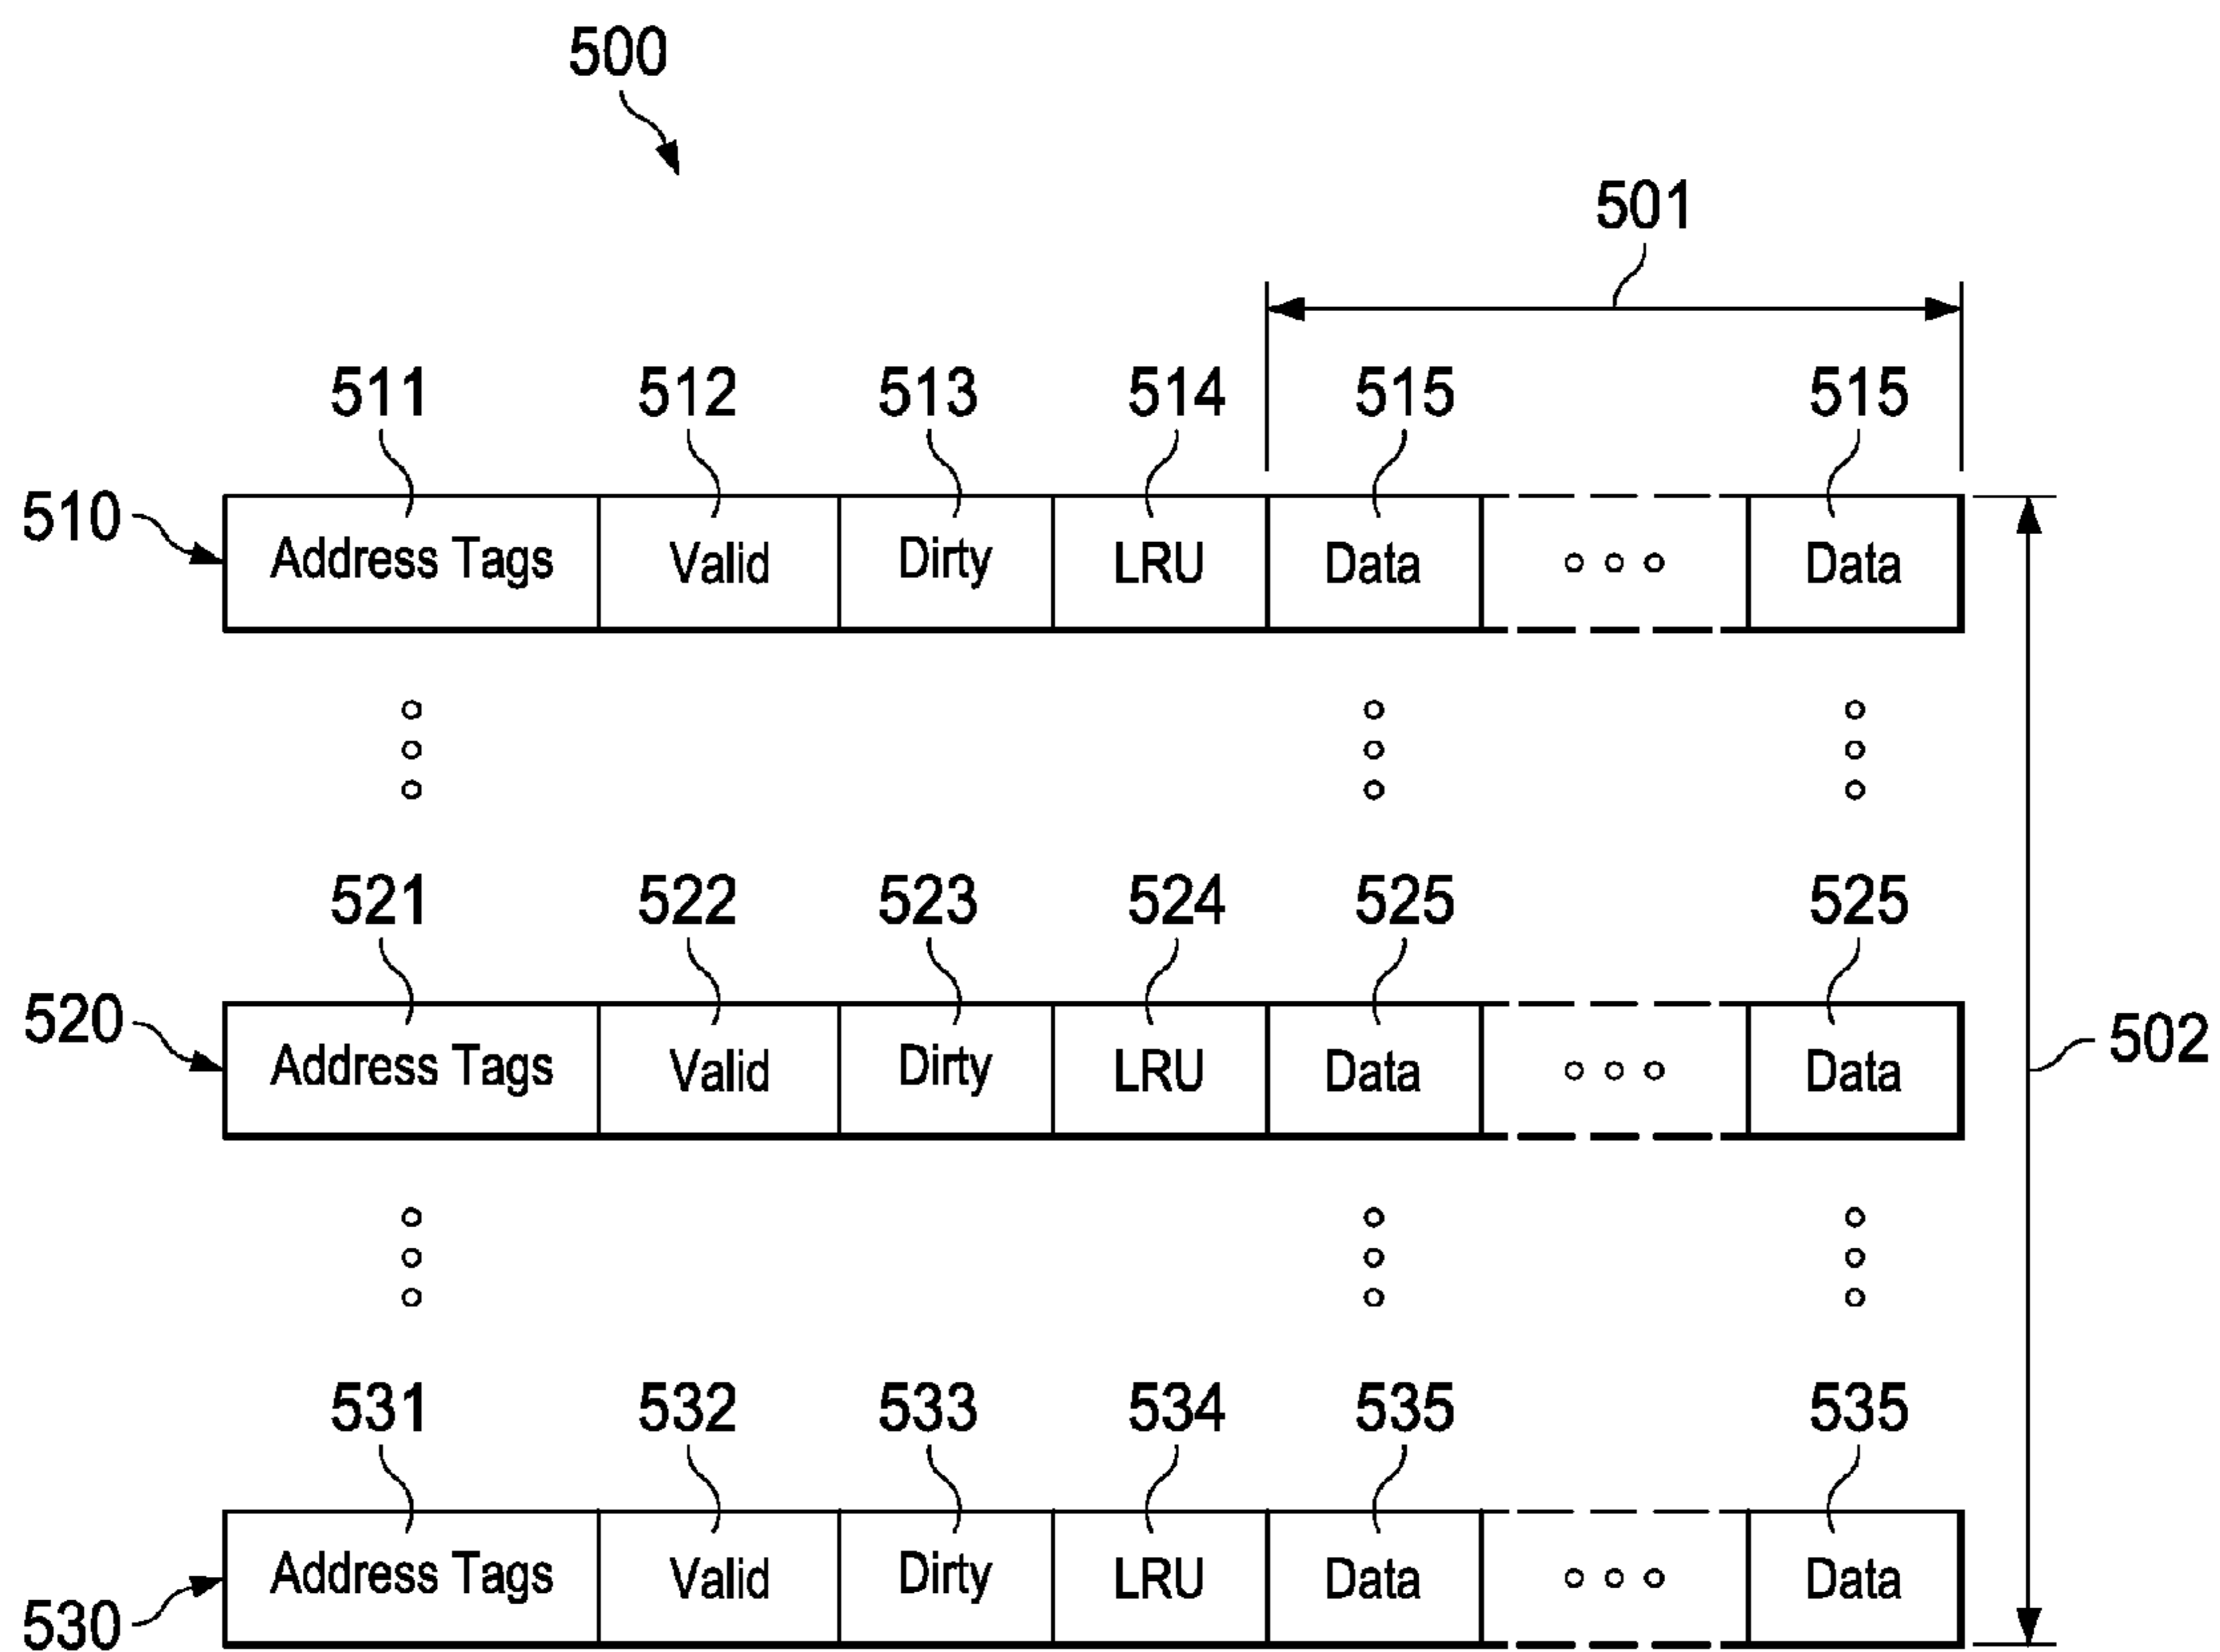 500
501
511 512 513 514 515 515
510
Address Tags Valid Dirty LRU Data Data
521 522 523 524 525 525
520
Address Tags Valid Dirty LRU Data Data
502
531 532 533 534 535 535
Address Tags Valid Dirty LRU Data Data
530